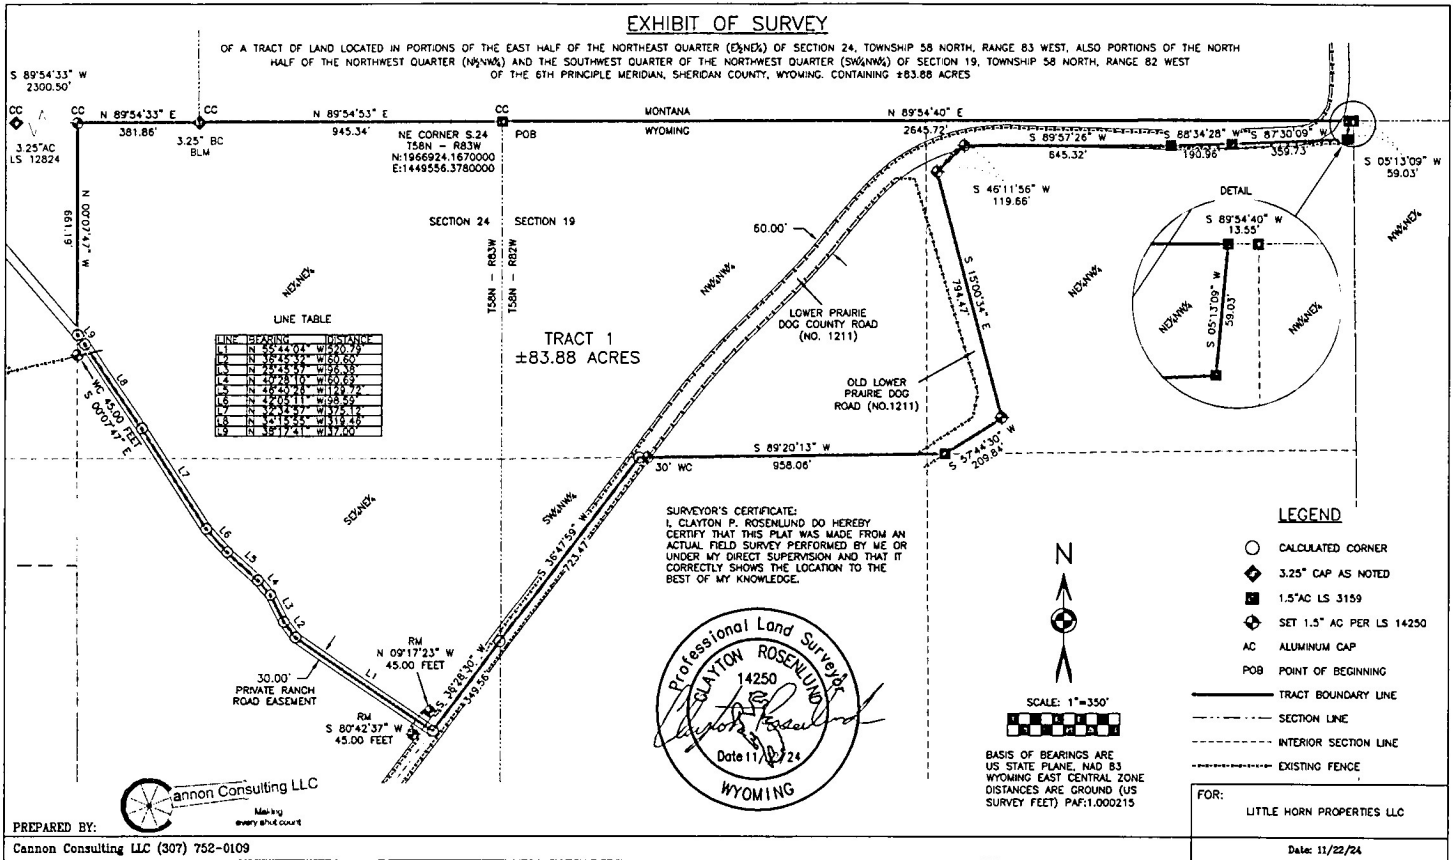 EXHIBIT OF SURVEY
OF A TRACT OF LAND LOCATED IN PORTIONS OF THE EAST HALF OF THE NORTHEAST QUARTER (E½NE¼) OF SECTION 24, TOWNSHIP 58 NORTH, RANGE 83 WEST, ALSO PORTIONS OF THE NORTH
HALF OF THE NORTHWEST QUARTER (N½NW¼) AND THE SOUTHWEST QUARTER OF THE NORTHWEST QUARTER (SW¼NW¼) OF SECTION 19, TOWNSHIP 58 NORTH, RANGE 82 WEST
OF THE 6TH PRINCIPLE MERIDIAN, SHERIDAN COUNTY, WYOMING. CONTAINING ±83.88 ACRES
S 89°54'33" W
2300.50'
CC
CC
CC
CC
N 89°54'33" E
381.86'
N 89°54'53" E
945.34'
MONTANA
WYOMING
N 89°54'40" E
2645.72'
3.25"AC
LS 12824
3.25" BC
BLM
NE CORNER S.24
T58N - R83W
N:1966924.1670000
E:1449556.3780000
POB
S 89°57'26" W
645.32'
S 88°34'28" W
190.96'
S 87°30'09" W
359.73'
S 05°13'09" W
59.03'
S 46°11'56" W
119.66'
DETAIL
S 89°54'40" W
13.55'
S 05°13'09" W
59.03'
NE¼NW¼
NW¼NE¼
NW¼NE¼
N 00°07'47" W
661.19
SECTION 24
SECTION 19
T58N - R83W
T58N - R82W
60.00'
NE¼NE¼
NW¼NW¼
NE¼NW¼
S 15°00'34" E
794.47'
LOWER PRAIRIE
DOG COUNTY ROAD
(NO. 1211)
OLD LOWER
PRAIRIE DOG
ROAD (NO.1211)
TRACT 1
±83.88 ACRES
LINE TABLE
LINE BEARING DISTANCE
L1 N 55°44'04" W 520.79'
L2 N 36°45'32" W 60.60'
L3 N 25°45'57" W 96.38'
L4 N 40°28'10" W 60.69'
L5 N 46°40'28" W 129.72'
L6 N 42°05'11" W 98.59'
L7 N 32°34'57" W 375.12'
L8 N 34°15'55" W 319.46'
L9 N 38°17'41" W 37.00'
L9
L8
WC 45.00 FEET
S 00°07'47" E
L7
L6
L5
L4
L3
L2
L1
S 89°20'13" W
958.06'
30' WC
S 57°44'30" W
209.84'
SE¼NE¼
SW¼NW¼
S 36°47'59" W
723.47'
S 36°28'30" W
349.56'
RM
N 09°17'23" W
45.00 FEET
30.00'
PRIVATE RANCH
ROAD EASEMENT
RM
S 80°42'37" W
45.00 FEET
SURVEYOR'S CERTIFICATE:
I, CLAYTON P. ROSENLUND DO HEREBY
CERTIFY THAT THIS PLAT WAS MADE FROM AN
ACTUAL FIELD SURVEY PERFORMED BY ME OR
UNDER MY DIRECT SUPERVISION AND THAT IT
CORRECTLY SHOWS THE LOCATION TO THE
BEST OF MY KNOWLEDGE.
Professional Land Surveyor
CLAYTON ROSENLUND
14250
Clayton Rosenlund
Date 11/22/24
WYOMING
N
SCALE: 1"=350'
BASIS OF BEARINGS ARE
US STATE PLANE, NAD 83
WYOMING EAST CENTRAL ZONE
DISTANCES ARE GROUND (US
SURVEY FEET) PAF:1.000215
LEGEND
CALCULATED CORNER
3.25" CAP AS NOTED
1.5"AC LS 3159
SET 1.5" AC PER LS 14250
AC ALUMINUM CAP
POB POINT OF BEGINNING
TRACT BOUNDARY LINE
SECTION LINE
INTERIOR SECTION LINE
EXISTING FENCE
FOR:
LITTLE HORN PROPERTIES LLC
Date: 11/22/24
annon Consulting LLC
Making
every shot count
PREPARED BY:
Cannon Consulting LLC (307) 752-0109